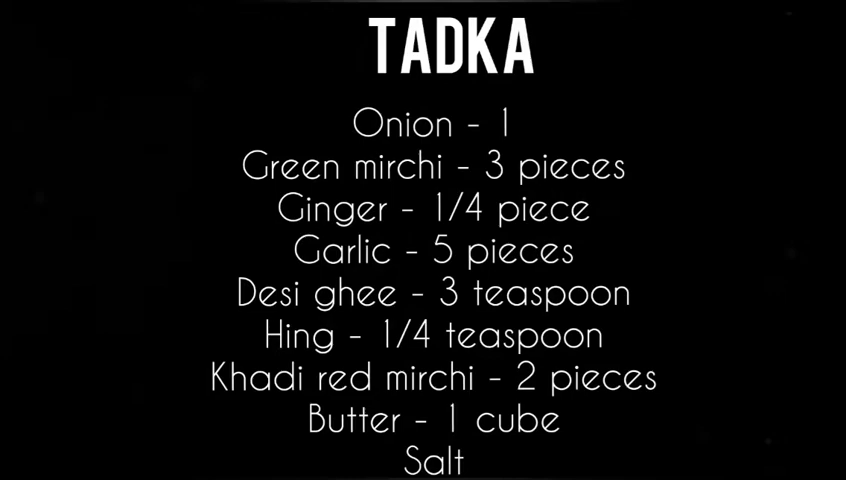 TADKA
Onion - 1
Green mirchi - 3 pieces
Ginger - 1/4 piece
Garlic - 5 pieces
Desi ghee - 3 teaspoon
Hing - 1/4 teaspoon
Khadi red mirchi - 2 pieces
Butter - 1 cube
Salt